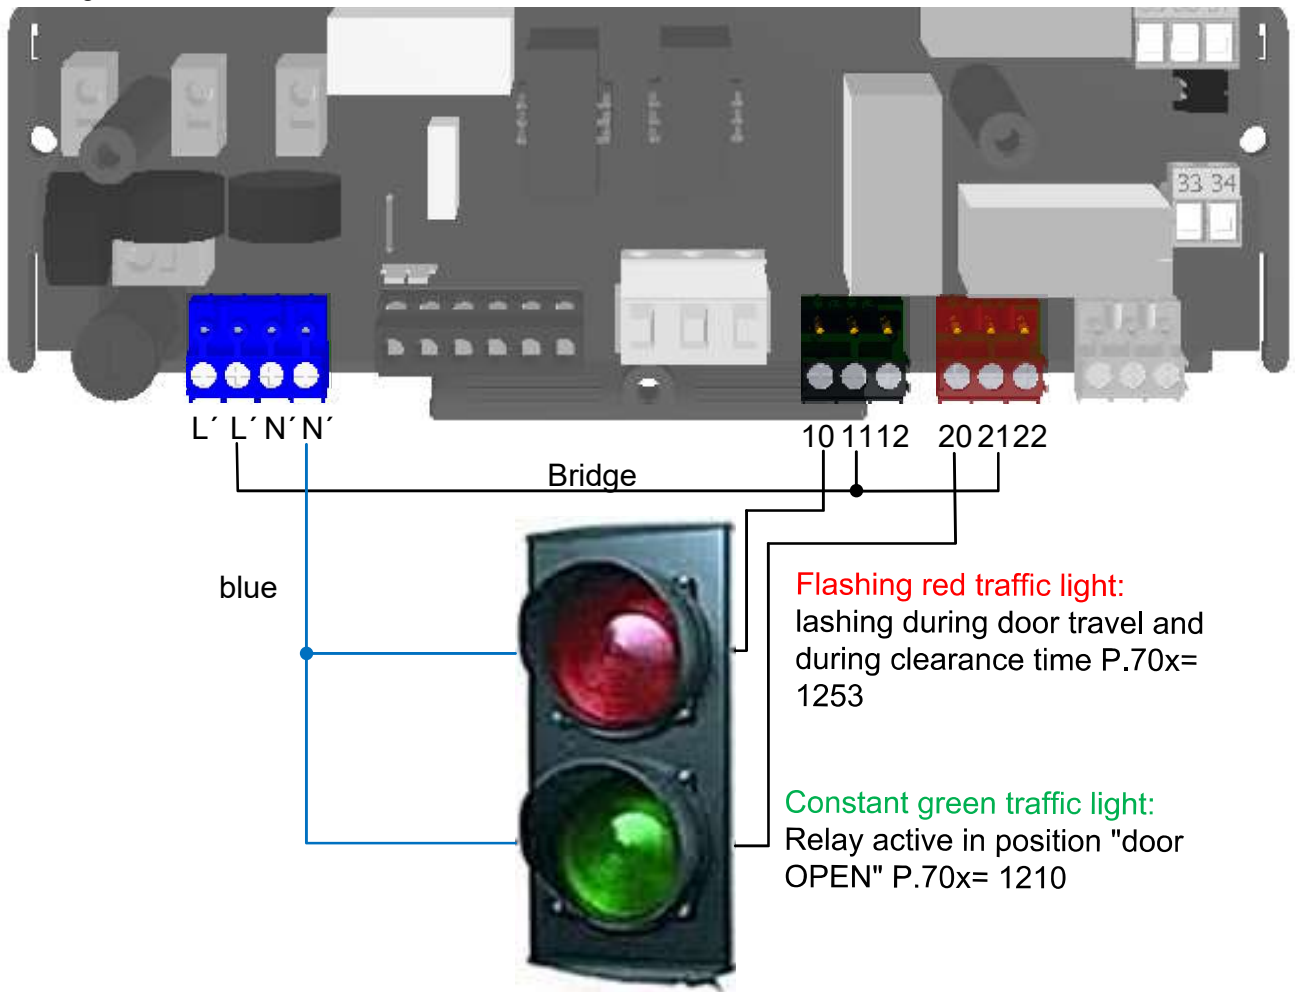 33 34
L´ L´ N´ N´
10 11 12
20 21 22
Bridge
blue
Flashing red traffic light:
lashing during door travel and
during clearance time P.70x=
1253
Constant green traffic light:
Relay active in position "door
OPEN" P.70x= 1210